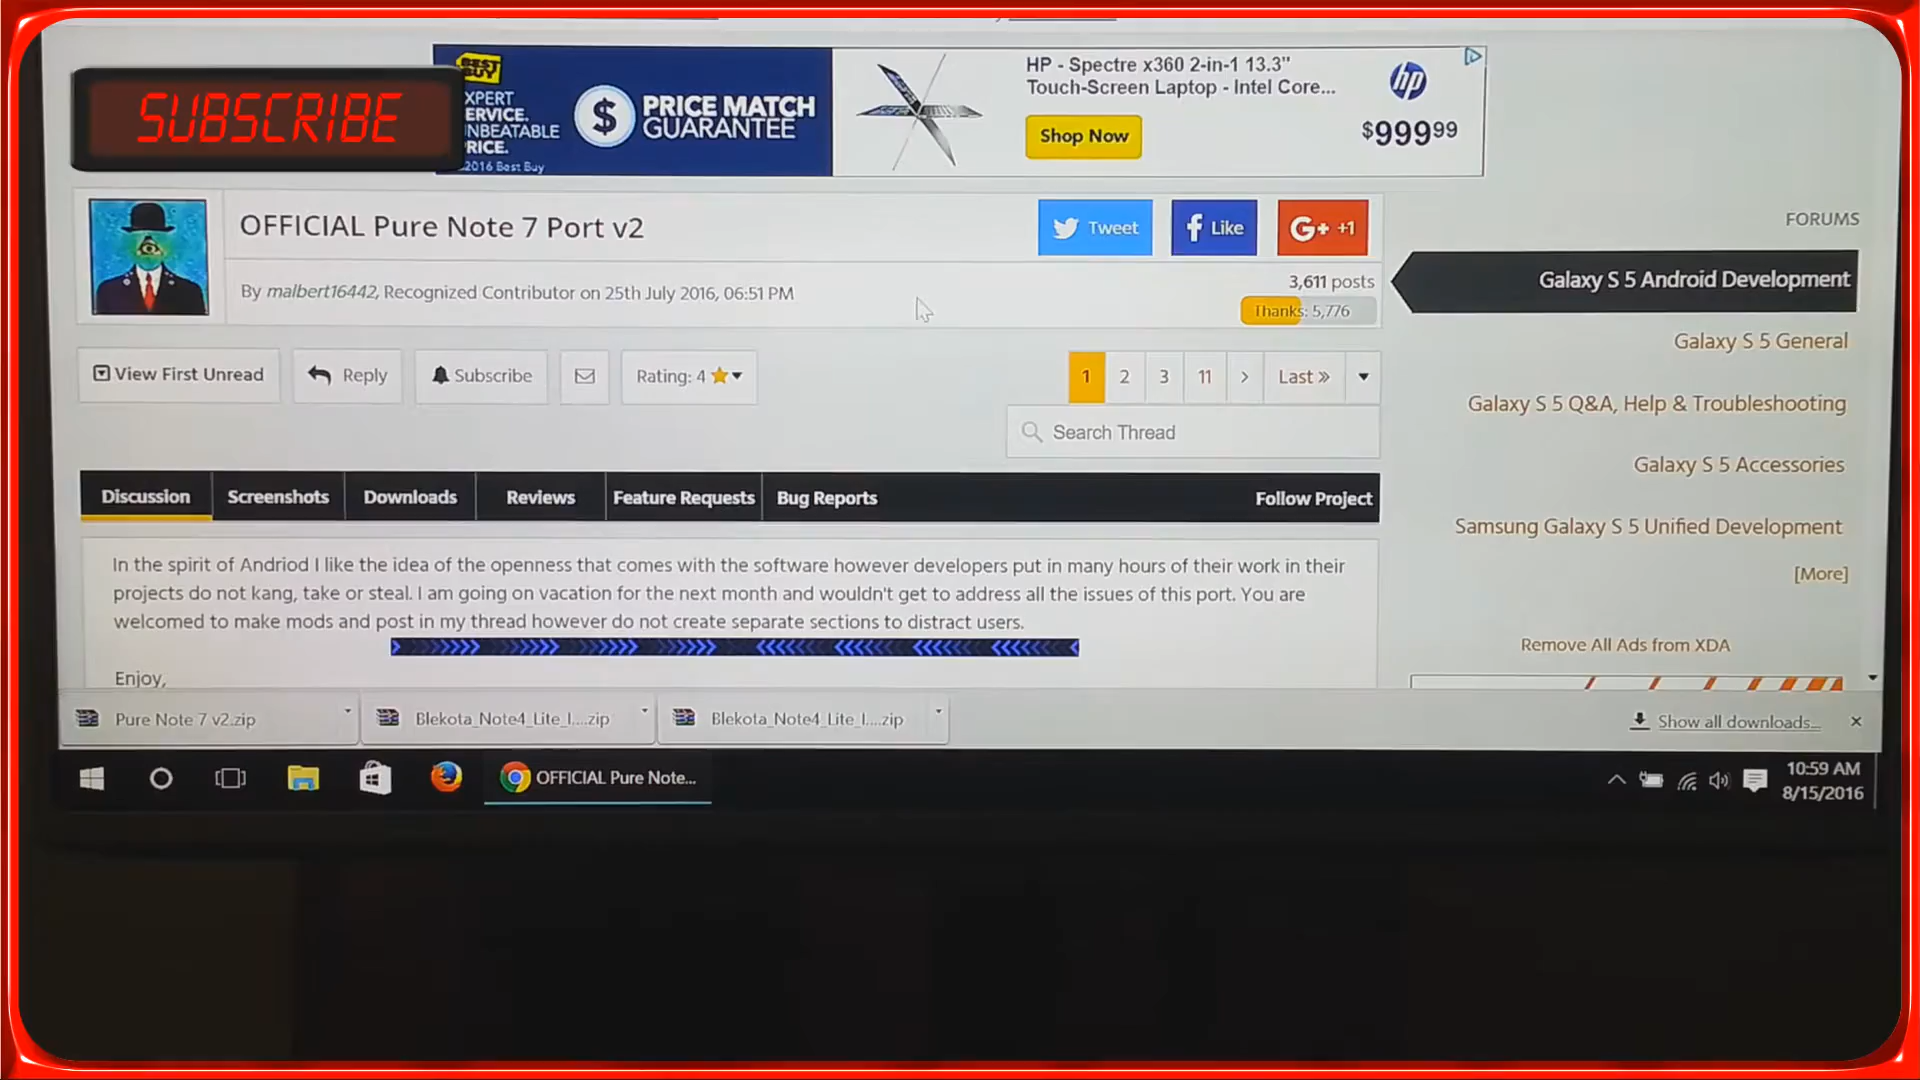 SUBSCRIBE
BEST BUY
XPERT
ERVICE.
NBEATABLE
RICE.
2016 Best Buy
$ PRICE MATCH
GUARANTEE
HP - Spectre x360 2-in-1 13.3"
Touch-Screen Laptop - Intel Core...
Shop Now
hp
$999⁹⁹
OFFICIAL Pure Note 7 Port v2
Tweet
Like
G+ +1
By malbert16442, Recognized Contributor on 25th July 2016, 06:51 PM
3,611 posts
Thanks: 5,776
FORUMS
Galaxy S 5 Android Development
Galaxy S 5 General
Galaxy S 5 Q&A, Help & Troubleshooting
Galaxy S 5 Accessories
Samsung Galaxy S 5 Unified Development
[More]
Remove All Ads from XDA
View First Unread
Reply
Subscribe
Rating: 4
1 2 3 11 > Last »
Search Thread
Discussion Screenshots Downloads Reviews Feature Requests Bug Reports Follow Project
In the spirit of Andriod I like the idea of the openness that comes with the software however developers put in many hours of their work in their
projects do not kang, take or steal. I am going on vacation for the next month and wouldn't get to address all the issues of this port. You are
welcomed to make mods and post in my thread however do not create separate sections to distract users.
Enjoy,
Pure Note 7 v2.zip
Blekota_Note4_Lite_I....zip
Blekota_Note4_Lite_I....zip
Show all downloads...
OFFICIAL Pure Note...
10:59 AM
8/15/2016